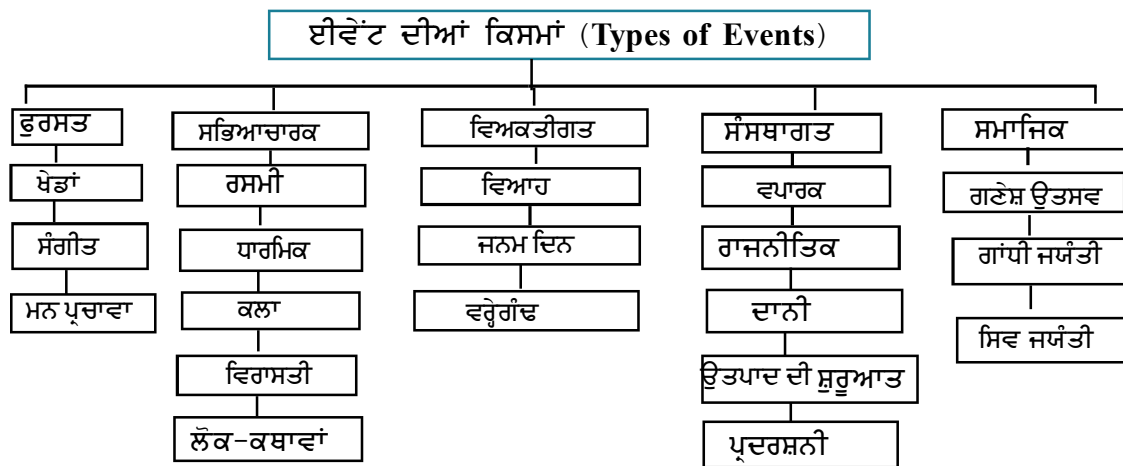 ਈਵੇਂਟ ਦੀਆਂ ਕਿਸਮਾਂ (Types of Events)
ਫੁਰਸਤ
ਖੇਡਾਂ
ਸੰਗੀਤ
ਮਨ ਪ੍ਰਚਾਵਾ
ਸਭਿਆਚਾਰਕ
ਰਸਮੀ
ਧਾਰਮਿਕ
ਕਲਾ
ਵਿਰਾਸਤੀ
ਲੋਕ-ਕਥਾਵਾਂ
ਵਿਅਕਤੀਗਤ
ਵਿਆਹ
ਜਨਮ ਦਿਨ
ਵਰ੍ਹੇਗੰਢ
ਸੰਸਥਾਗਤ
ਵਪਾਰਕ
ਰਾਜਨੀਤਿਕ
ਦਾਨੀ
ਉਤਪਾਦ ਦੀ ਸ਼ੁਰੂਆਤ
ਪ੍ਰਦਰਸ਼ਨੀ
ਸਮਾਜਿਕ
ਗਣੇਸ਼ ਉਤਸਵ
ਗਾਂਧੀ ਜਯੰਤੀ
ਸਿਵ ਜਯੰਤੀ